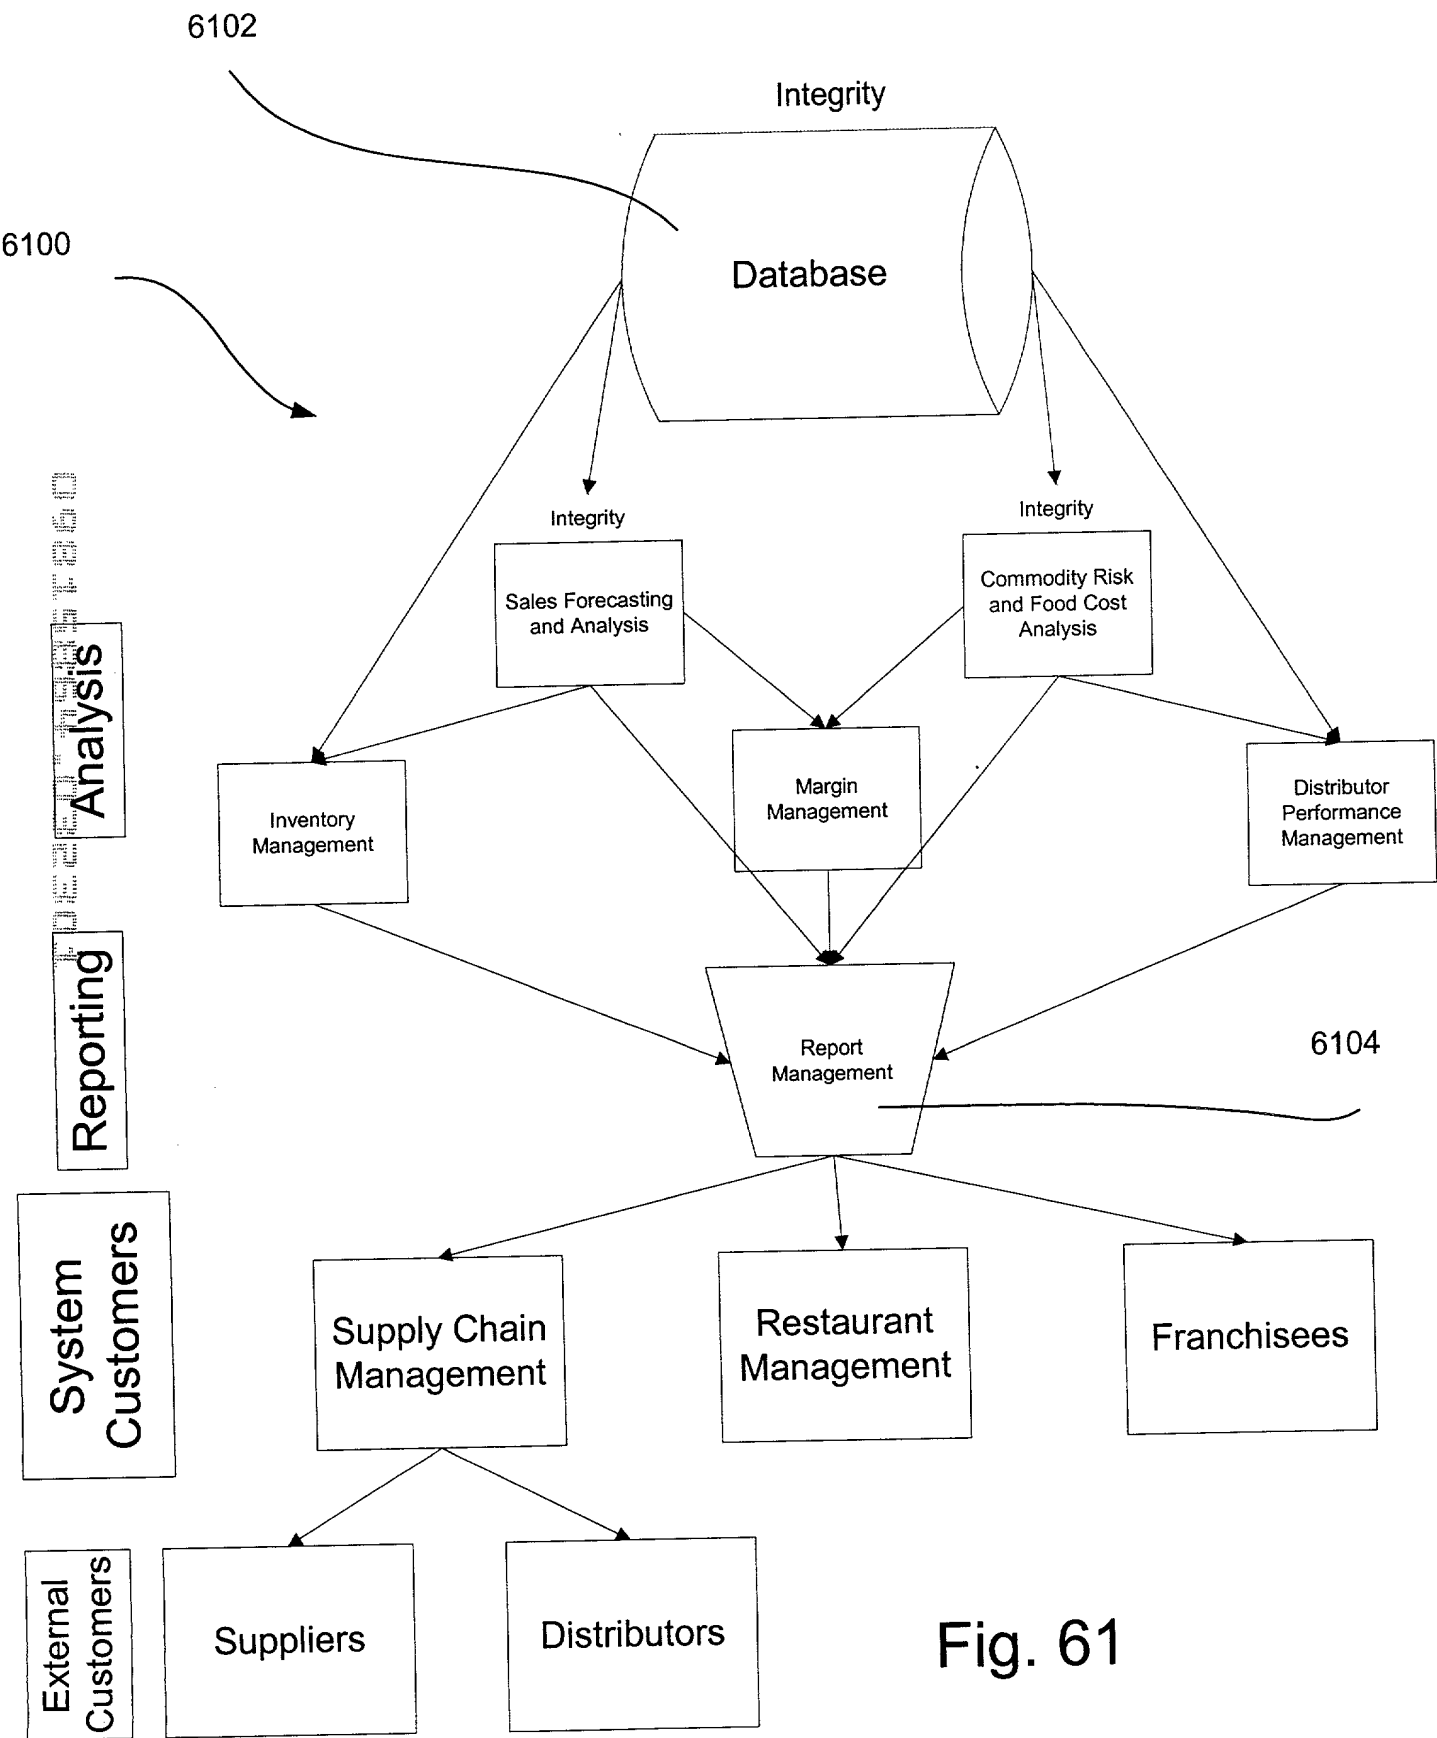 6102
Integrity
6100
Database
Integrity
Integrity
Sales Forecasting
and Analysis
Commodity Risk
and Food Cost
Analysis
Analysis
Inventory
Management
Margin
Management
Distributor
Performance
Management
Reporting
Report
Management
6104
System
Customers
Supply Chain
Management
Restaurant
Management
Franchisees
External
Customers
Suppliers
Distributors
Fig. 61